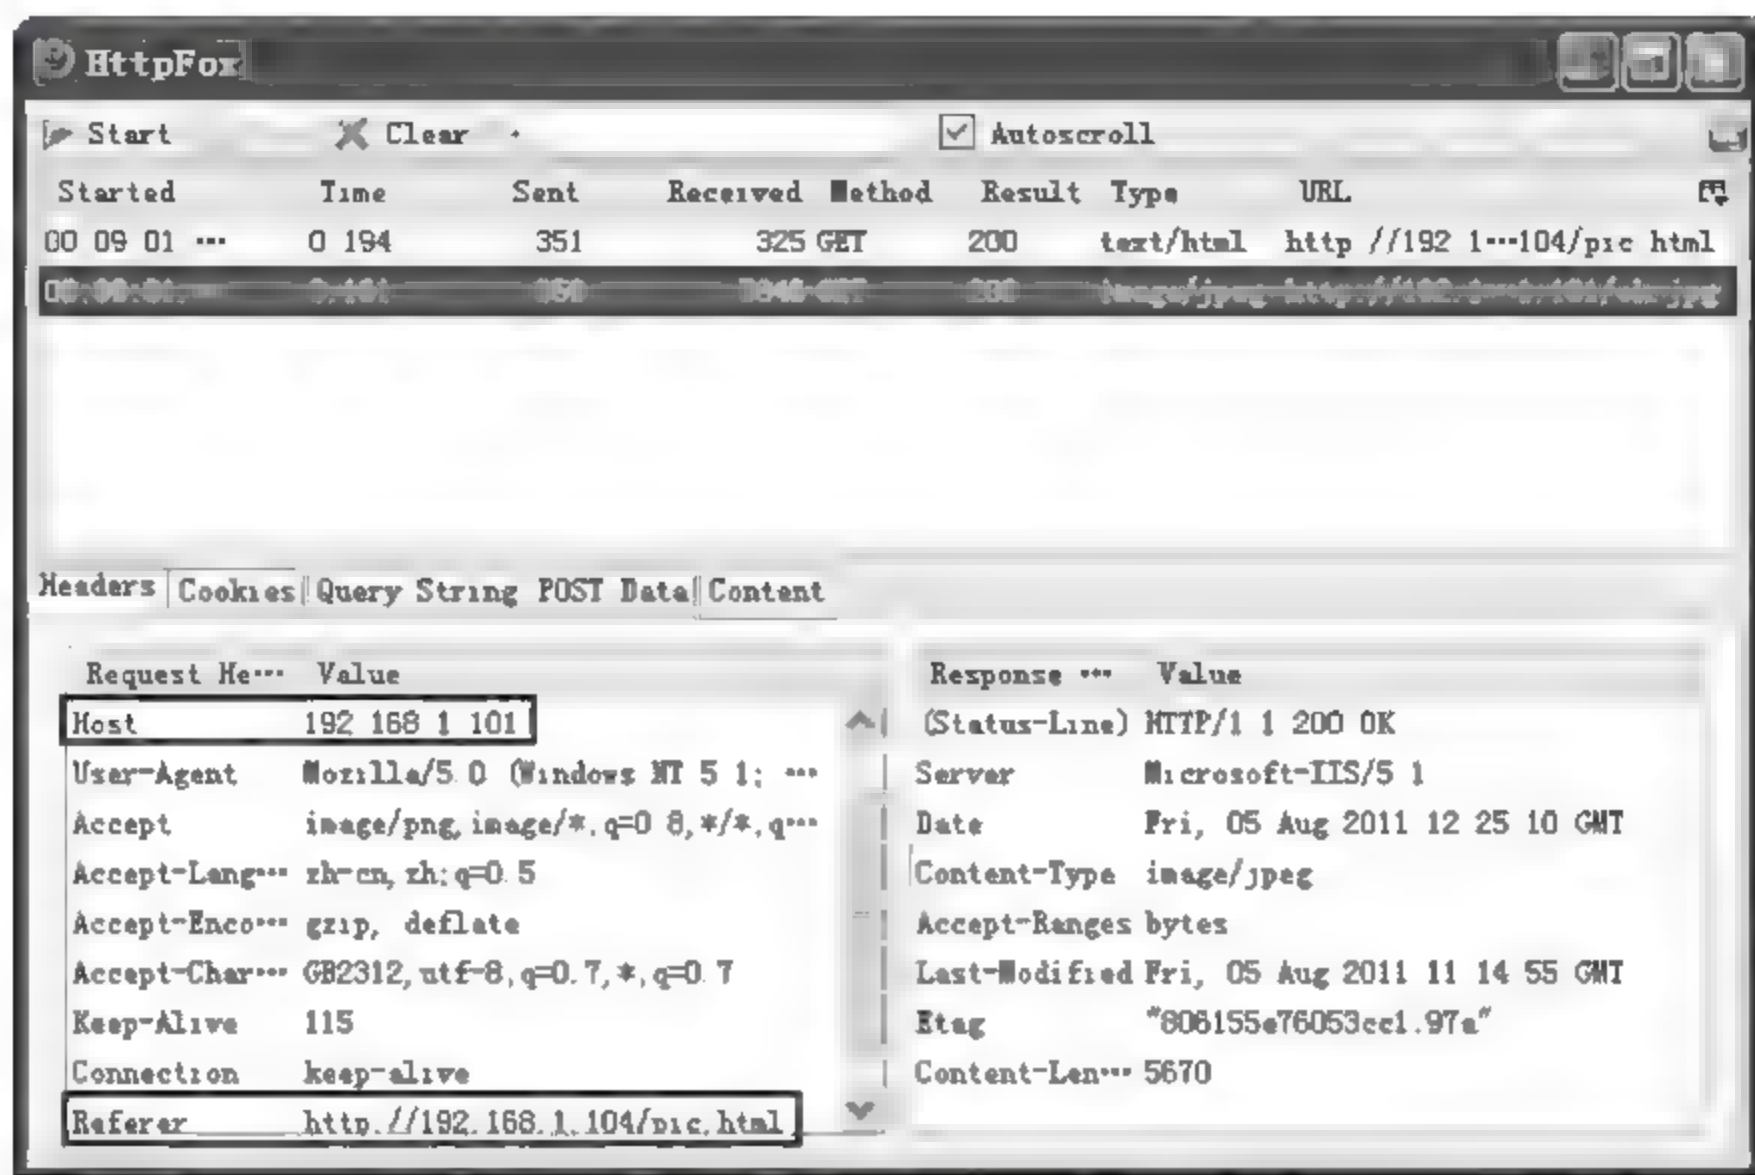 HttpFox
Start Clear Autoscroll
Started Time Sent Received Method Result Type URL
00 09 01 ··· 0 194 351 325 GET 200 text/html http //192 1···104/pic html
Headers Cookies Query String POST Data Content
Request He··· Value Response ··· Value
Host 192 168 1 101 (Status-Line) HTTP/1 1 200 OK
User-Agent Mozilla/5 0 (Windows NT 5 1; ··· Server Microsoft-IIS/5 1
Accept image/png,image/*,q=0 8,*/*,q··· Date Fri, 05 Aug 2011 12 25 10 GMT
Accept-Lang··· zh-cn,zh;q=0.5 Content-Type image/jpeg
Accept-Enco··· gzip, deflate Accept-Ranges bytes
Accept-Char··· GB2312,utf-8,q=0.7,*,q=0.7 Last-Modified Fri, 05 Aug 2011 11 14 55 GMT
Keep-Alive 115 Etag
Connection keep-alive Content-Len··· 5670
Referer http://192.168.1.104/pic.html